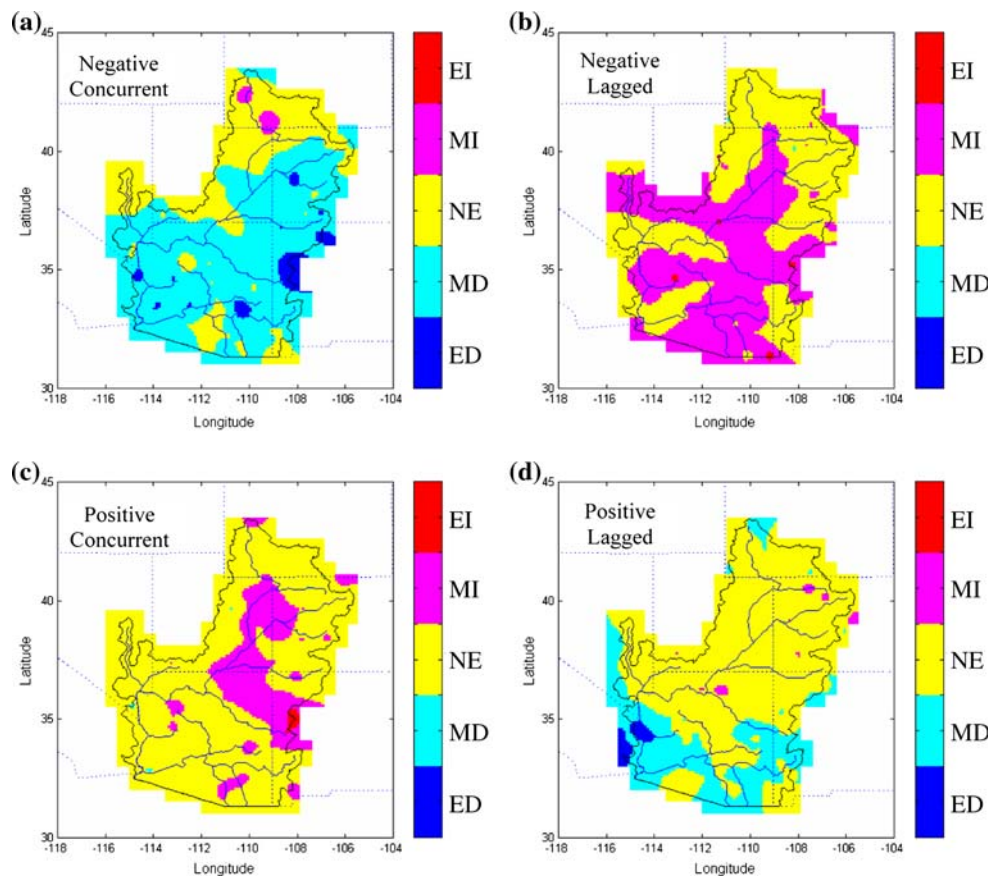 (a)
Negative
Concurrent
45
40
35
30
-118 -116 -114 -112 -110 -108 -106 -104
Latitude
Longitude
EI
MI
NE
MD
ED
(b)
Negative
Lagged
45
40
35
30
-118 -116 -114 -112 -110 -108 -106 -104
Latitude
Longitude
EI
MI
NE
MD
ED
(c)
Positive
Concurrent
45
40
35
30
-118 -116 -114 -112 -110 -108 -106 -104
Latitude
Longitude
EI
MI
NE
MD
ED
(d)
Positive
Lagged
45
40
35
30
-118 -116 -114 -112 -110 -108 -106 -104
Latitude
Longitude
EI
MI
NE
MD
ED